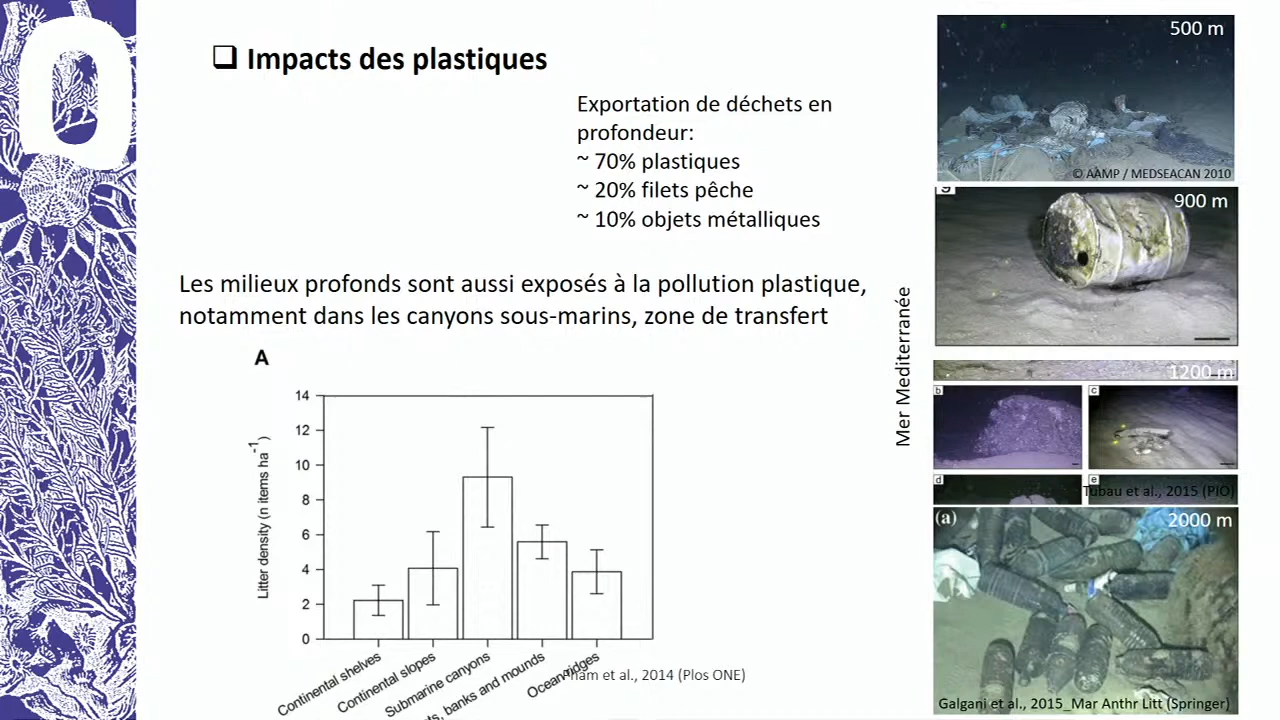 Impacts des plastiques
Exportation de déchets en
profondeur:
~ 70% plastiques
~ 20% filets pêche
~ 10% objets métalliques
Les milieux profonds sont aussi exposés à la pollution plastique,
notamment dans les canyons sous-marins, zone de transfert
A
Litter density (n items ha-1)
14
12
10
8
6
4
2
0
Continental shelves
Continental slopes
Submarine canyons
banks and mounds
Ocean ridges
et al., 2014 (Plos ONE)
Mer Mediterranée
500 m
© AAMP / MEDSEACAN 2010
g
900 m
1200 m
b
c
d
e
Tubau et al., 2015 (PIO)
(a)
2000 m
Galgani et al., 2015_Mar Anthr Litt (Springer)